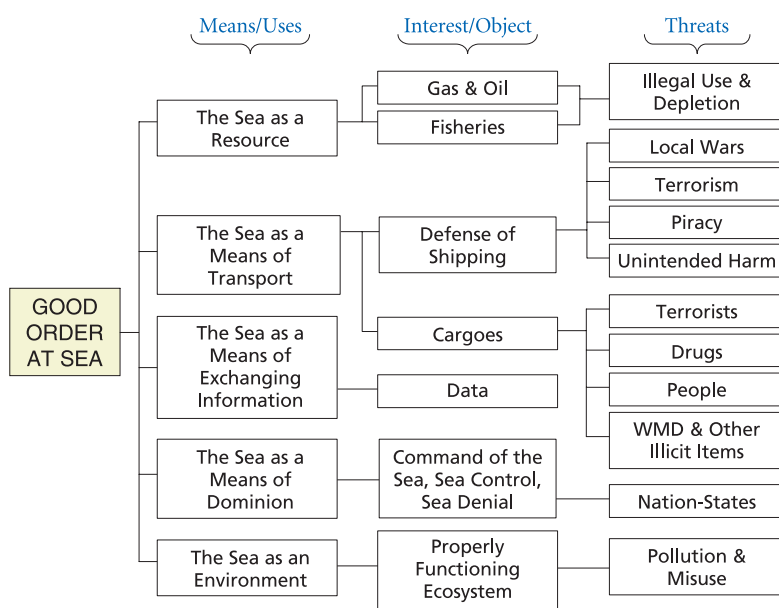 Means/Uses
Interest/Object
Threats
GOOD
ORDER
AT SEA
The Sea as a
Resource
Gas & Oil
Fisheries
Illegal Use &
Depletion
The Sea as a
Means of
Transport
Defense of
Shipping
Local Wars
Terrorism
Piracy
Unintended Harm
Cargoes
Terrorists
Drugs
People
WMD & Other
Illicit Items
The Sea as a
Means of
Exchanging
Information
Data
The Sea as a
Means of
Dominion
Command of the
Sea, Sea Control,
Sea Denial
Nation-States
The Sea as an
Environment
Properly
Functioning
Ecosystem
Pollution &
Misuse